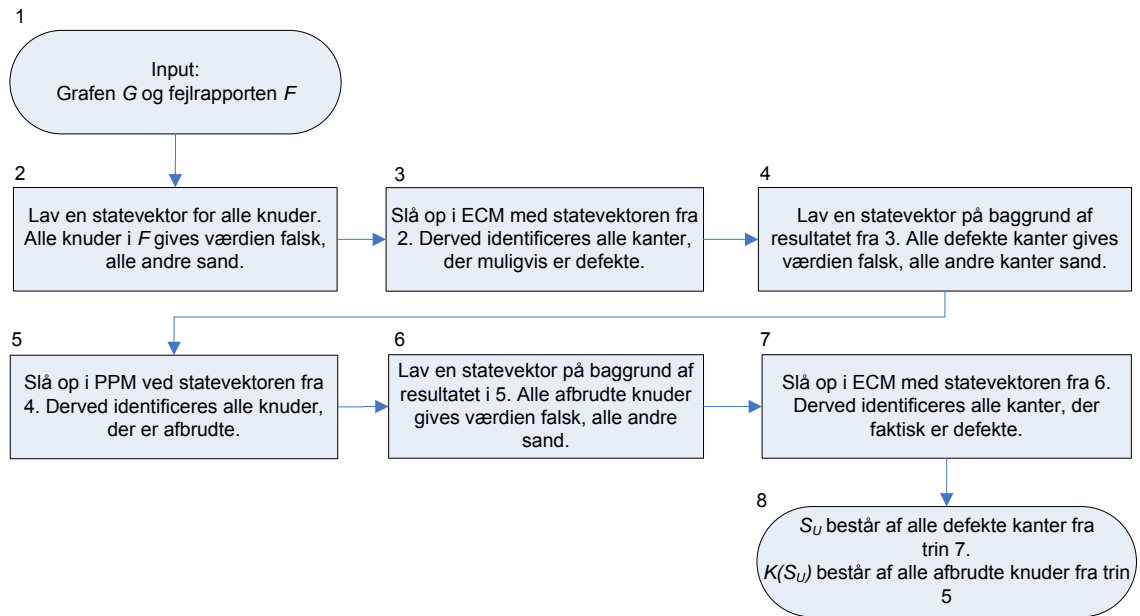 1
Input:
Grafen G og fejlrapporten F
2
Lav en statevektor for alle knuder.
Alle knuder i F gives værdien falsk,
alle andre sand.
3
Slå op i ECM med statevektoren fra
2. Derved identificeres alle kanter,
der muligvis er defekte.
4
Lav en statevektor på baggrund af
resultatet fra 3. Alle defekte kanter gives
værdien falsk, alle andre kanter sand.
5
Slå op i PPM ved statevektoren fra
4. Derved identificeres alle knuder,
der er afbrudte.
6
Lav en statevektor på baggrund af
resultatet i 5. Alle afbrudte knuder
gives værdien falsk, alle andre
sand.
7
Slå op i ECM med statevektoren fra 6.
Derved identificeres alle kanter, der
faktisk er defekte.
8
S_U består af alle defekte kanter fra
trin 7.
K(S_U) består af alle afbrudte knuder fra trin
5